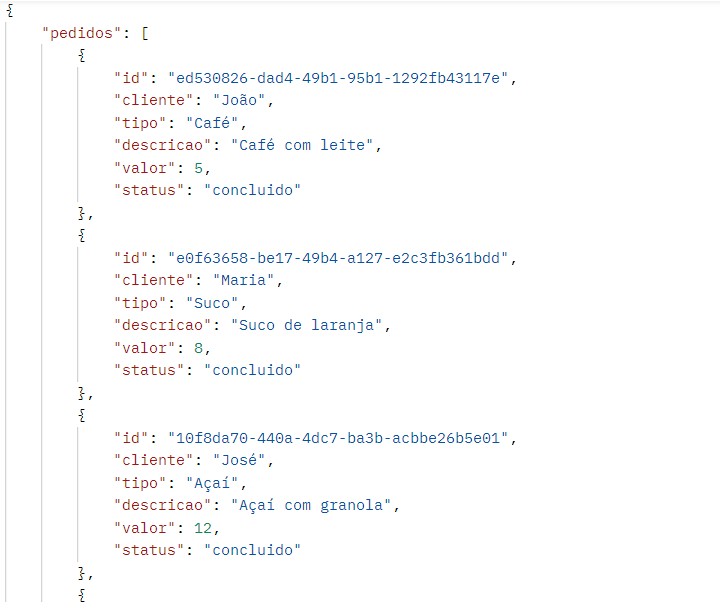 {
"pedidos": [
{
"id": "ed530826-dad4-49b1-95b1-1292fb43117e",
"cliente": "João",
"tipo": "Café",
"descricao": "Café com leite",
"valor": 5,
"status": "concluido"
},
{
"id": "e0f63658-be17-49b4-a127-e2c3fb361bdd",
"cliente": "Maria",
"tipo": "Suco",
"descricao": "Suco de laranja",
"valor": 8,
"status": "concluido"
},
{
"id": "10f8da70-440a-4dc7-ba3b-acbbe26b5e01",
"cliente": "José",
"tipo": "Açaí",
"descricao": "Açaí com granola",
"valor": 12,
"status": "concluido"
},
{